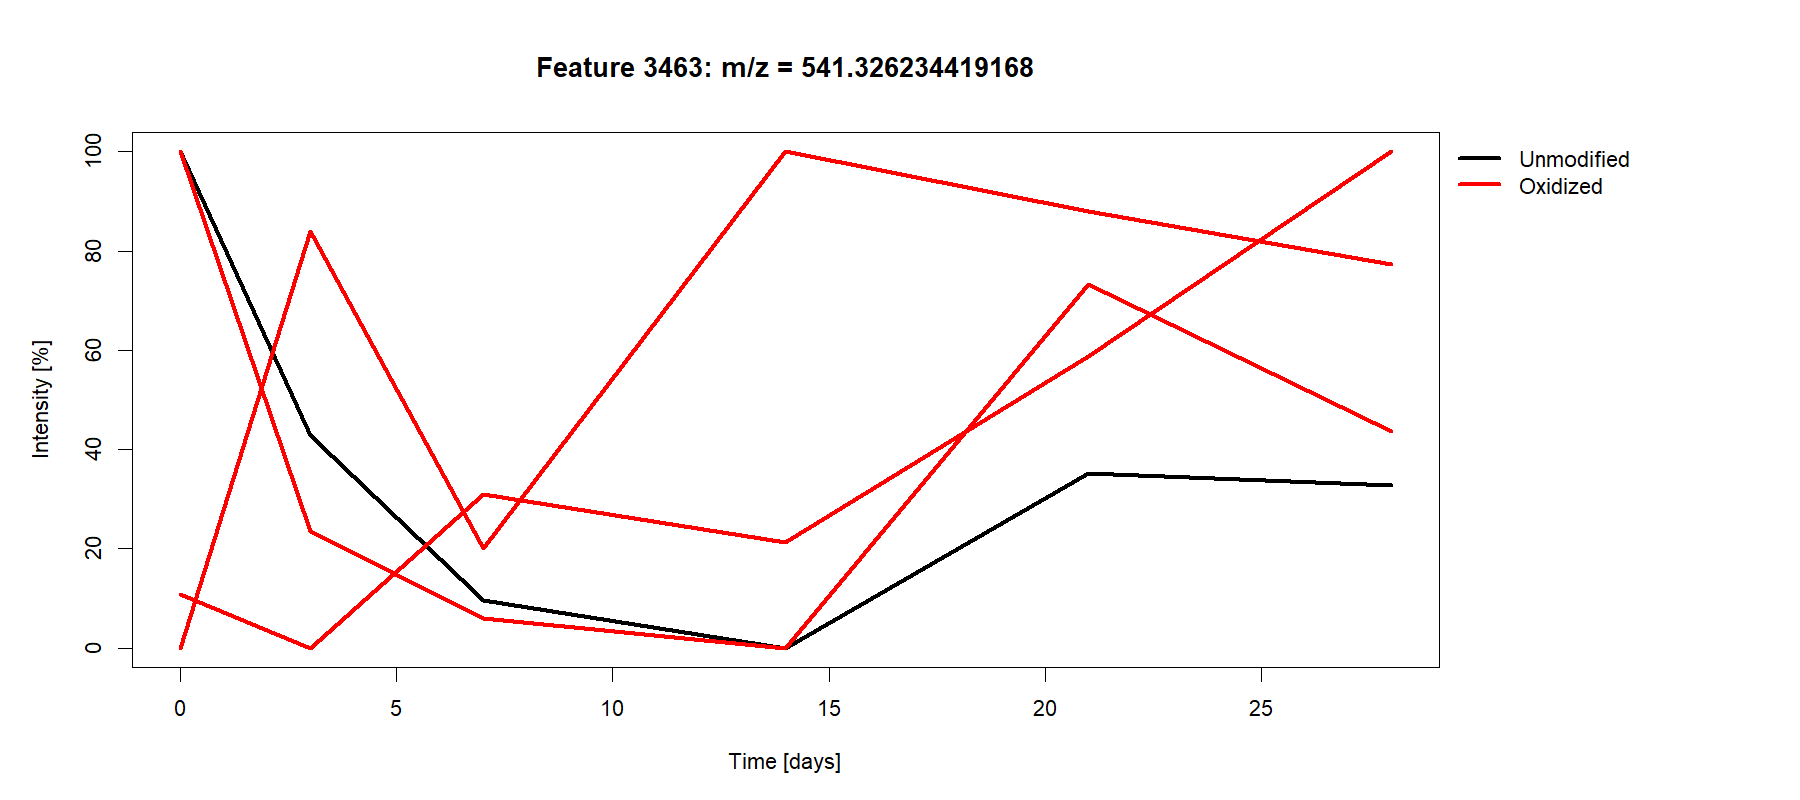 Feature 3463: m/z = 541.326234419168
Unmodified
Oxidized
Intensity [%]
100
80
60
40
20
0
0 5 10 15 20 25
Time [days]